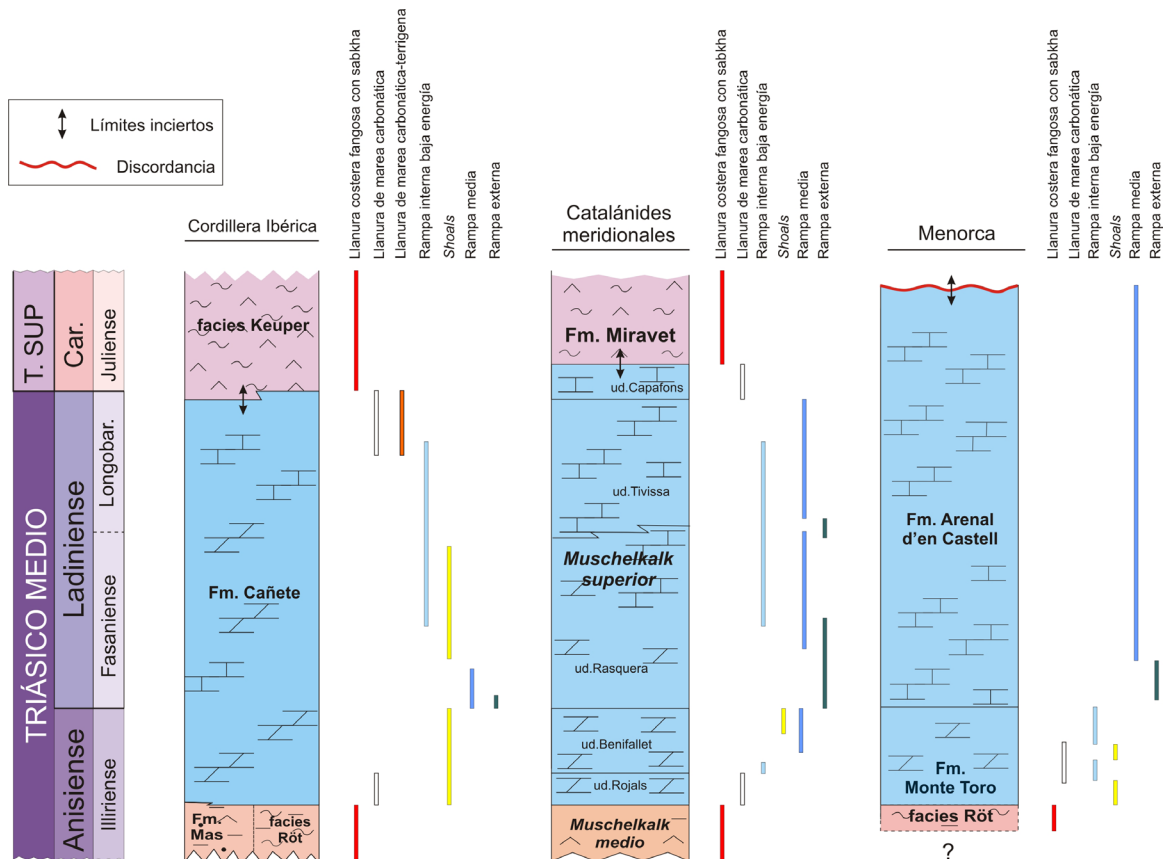 Límites inciertos
Discordancia
Cordillera Ibérica
Llanura costera fangosa con sabkha
Llanura de marea carbonática
Llanura de marea carbonática-terrigena
Rampa interna baja energía
Shoals
Rampa media
Rampa externa
Catalánides
meridionales
Llanura costera fangosa con sabkha
Llanura de marea carbonática
Rampa interna baja energía
Shoals
Rampa media
Rampa externa
Menorca
Llanura costera fangosa con sabkha
Llanura de marea carbonática
Rampa interna baja energía
Shoals
Rampa media
Rampa externa
T. SUP
Car.
Juliense
TRIÁSICO MEDIO
Ladiniense
Longobar.
Fasaniense
Anisiense
Illiriense
facies Keuper
Fm. Cañete
Fm.
Mas
facies
Röt
Fm. Miravet
ud.Capafons
ud.Tivissa
Muschelkalk
superior
ud.Rasquera
ud.Benifallet
ud.Rojals
Muschelkalk
medio
Fm. Arenal
d'en Castell
Fm.
Monte Toro
facies Röt
?